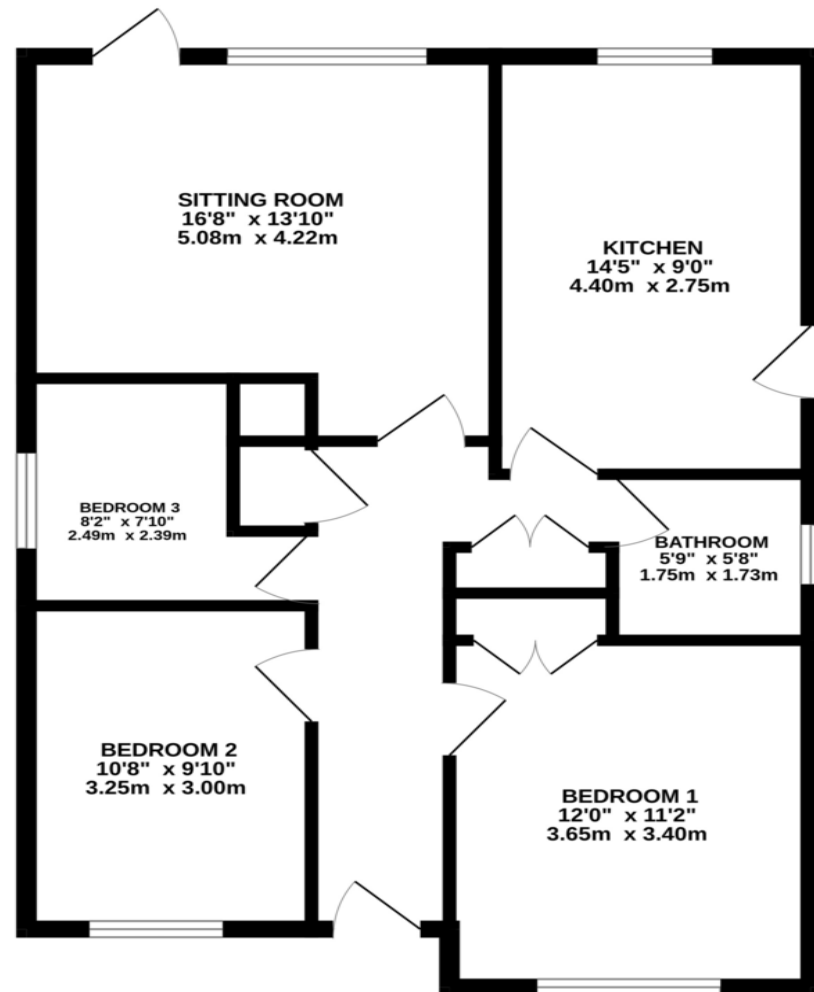 SITTING ROOM
16'8" x 13'10"
5.08m x 4.22m
KITCHEN
14'5" x 9'0"
4.40m x 2.75m
BEDROOM 3
8'2" x 7'10"
2.49m x 2.39m
BATHROOM
5'9" x 5'8"
1.75m x 1.73m
BEDROOM 2
10'8" x 9'10"
3.25m x 3.00m
BEDROOM 1
12'0" x 11'2"
3.65m x 3.40m